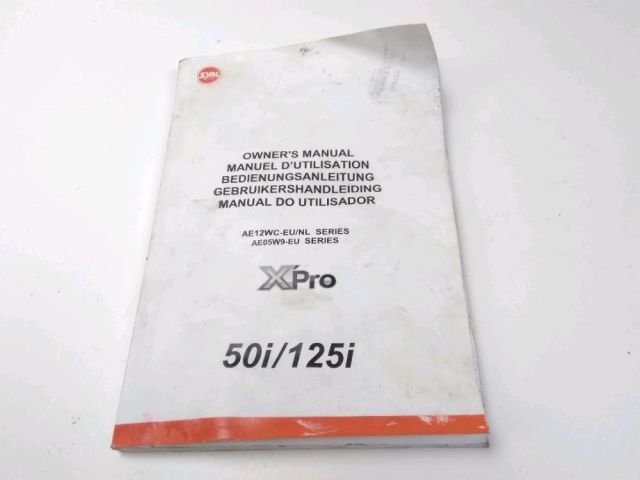 SYM
OWNER'S MANUAL
MANUEL D'UTILISATION
BEDIENUNGSANLEITUNG
GEBRUIKERSHANDLEIDING
MANUAL DO UTILISADOR
AE12WC-EU/NL SERIES
AE05W9-EU SERIES
X'Pro
50i/125i